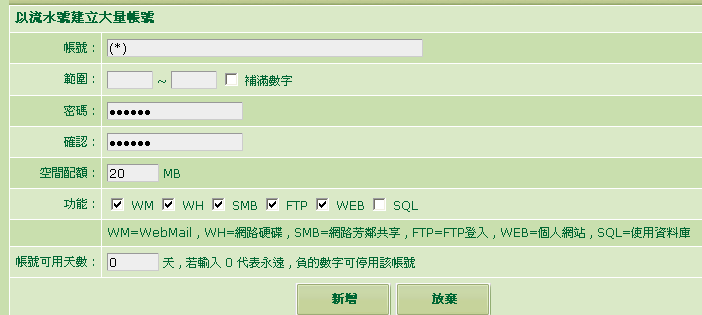 以流水號建立大量帳號
帳號： (*)
範圍： ~ 補滿數字
密碼： ●●●●●●
確認： ●●●●●●
空間配額： 20 MB
功能： WM WH SMB FTP WEB SQL
WM=WebMail , WH=網路硬碟 , SMB=網路芳鄰共享 , FTP=FTP登入 , WEB=個人網站 , SQL=使用資料庫
帳號可用天數： 0 天 , 若輸入 0 代表永遠 , 負的數字可停用該帳號
新增 放棄